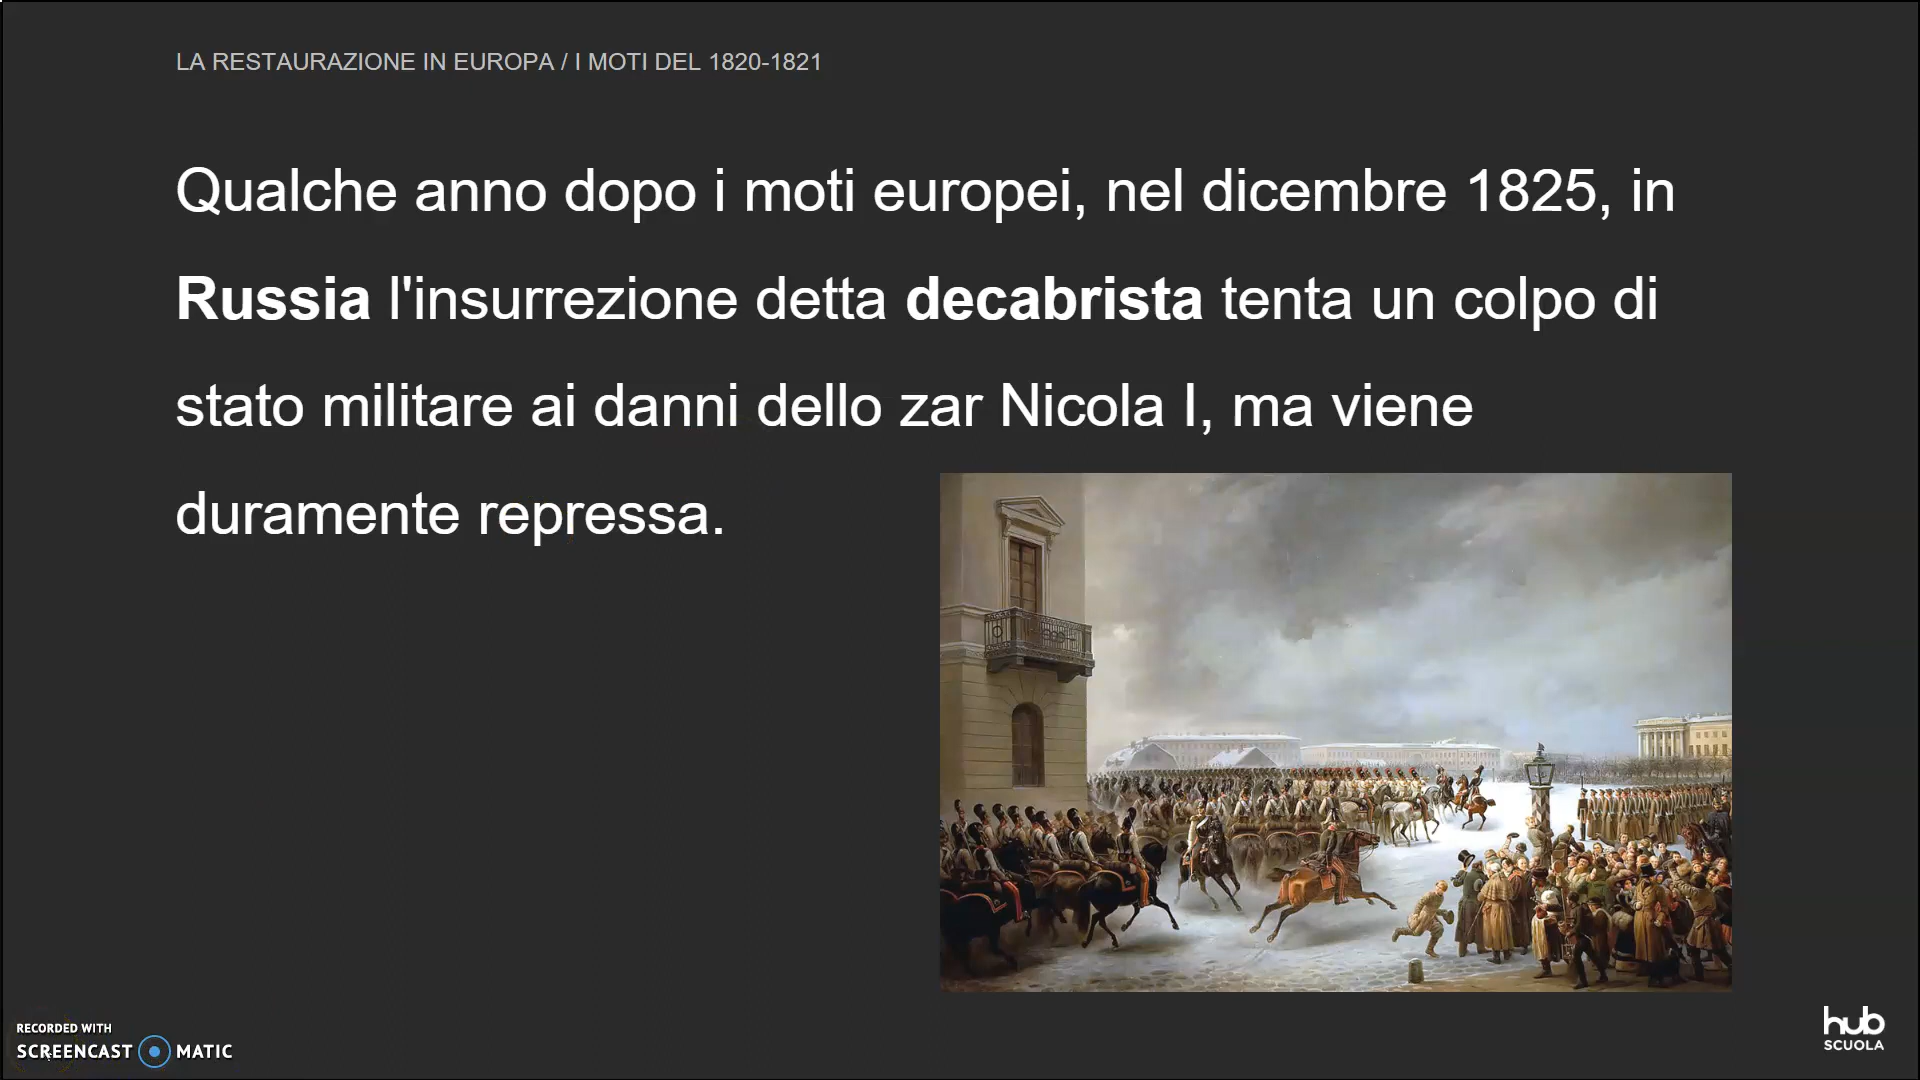 LA RESTAURAZIONE IN EUROPA / I MOTI DEL 1820-1821
Qualche anno dopo i moti europei, nel dicembre 1825, in
Russia l'insurrezione detta decabrista tenta un colpo di
stato militare ai danni dello zar Nicola I, ma viene
duramente repressa.
RECORDED WITH
SCREENCAST MATIC
hub
SCUOLA